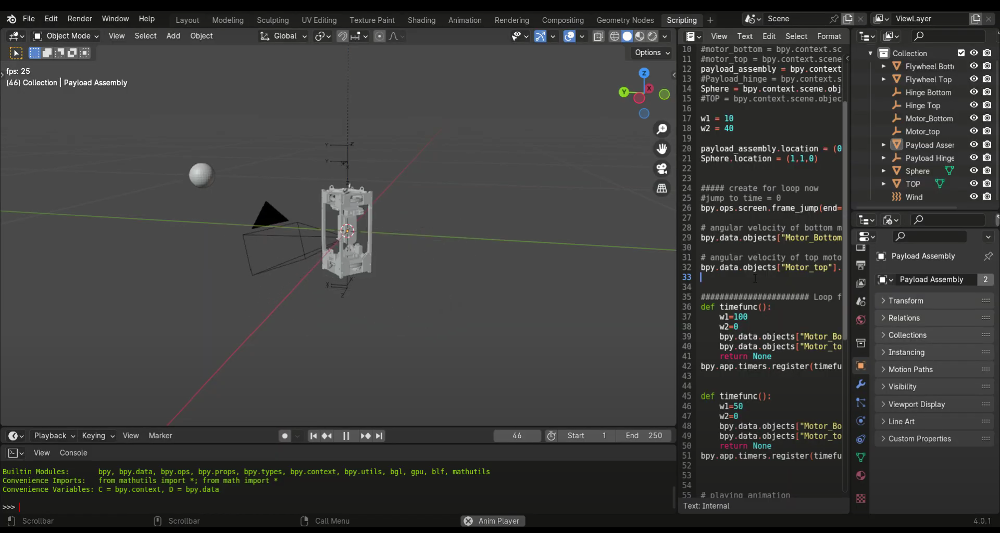 File Edit Render Window Help Layout Modeling Sculpting UV Editing Texture Paint Shading Animation Rendering Compositing Geometry Nodes Scripting + Scene ViewLayer
Object Mode View Select Add Object Global
Options
fps: 25
(46) Collection | Payload Assembly
Z
X
Y
Y
Z
Y
X
Z
View Text Edit Select Format
10 #motor_bottom = bpy.context.sc
11 #motor_top = bpy.context.scene
12 payload_assembly = bpy.context
13 #Payload_hinge = bpy.context.s
14 Sphere = bpy.context.scene.obj
15 #TOP = bpy.context.scene.objec
16
17 w1 = 10
18 w2 = 40
19
20 payload_assembly.location = (0
21 Sphere.location = (1,1,0)
22
23
24 ##### create for loop now
25 #jump to time = 0
26 bpy.ops.screen.frame_jump(end=
27
28 # angular velocity of bottom m
29 bpy.data.objects["Motor_Bottom
30
31 # angular velocity of top moto
32 bpy.data.objects["Motor_top"].
33
34
35 ####################### Loop f
36 def timefunc():
37 w1=100
38 w2=0
39 bpy.data.objects["Motor_Bo
40 bpy.data.objects["Motor_to
41 return None
42 bpy.app.timers.register(timefu
43
44
45 def timefunc():
46 w1=50
47 w2=0
48 bpy.data.objects["Motor_Bo
49 bpy.data.objects["Motor_to
50 return None
51 bpy.app.timers.register(timefu
52
53
54
55 # playing animation
Text: Internal
Collection
Flywheel Bottc
Flywheel Top
Hinge Bottom
Hinge Top
Motor_Bottom
Motor_top
Payload Asser
Payload Hinge
Sphere
TOP
Wind
Payload Assembly
Payload Assembly 2
Transform
Relations
Collections
Instancing
Motion Paths
Visibility
Viewport Display
Line Art
Custom Properties
Playback Keying View Marker 46 Start 1 End 250
View Console
Builtin Modules: bpy, bpy.data, bpy.ops, bpy.props, bpy.types, bpy.context, bpy.utils, bgl, gpu, blf, mathutils
Convenience Imports: from mathutils import *; from math import *
Convenience Variables: C = bpy.context, D = bpy.data
>>>
Scrollbar Scrollbar Call Menu Anim Player 4.0.1